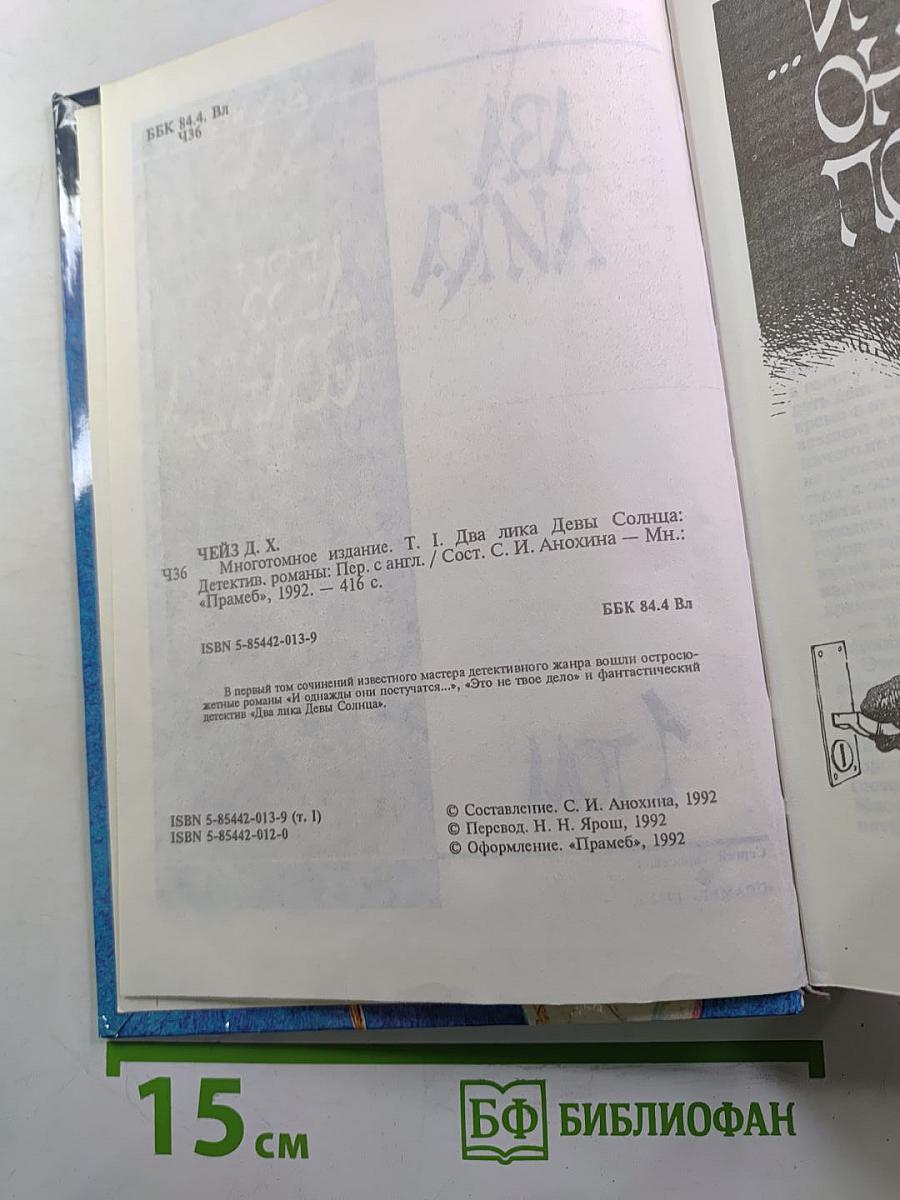 ББК 84.4. Вл
Ч36
ЧЕЙЗ Д. Х.
Ч36 Многотомное издание. Т. I. Два лика Девы Солнца:
Детектив. романы: Пер. с англ. / Сост. С. И. Анохина — Мн.:
«Прамеб», 1992. — 416 с.
ББК 84.4 Вл
ISBN 5-85442-013-9
В первый том сочинений известного мастера детективного жанра вошли остросю-
жетные романы «И однажды они постучатся...», «Это не твое дело» и фантастический
детектив «Два лика Девы Солнца».
ISBN 5-85442-013-9 (т. I)
ISBN 5-85442-012-0
© Составление. С. И. Анохина, 1992
© Перевод. Н. Н. Ярош, 1992
© Оформление. «Прамеб», 1992
15 см
БФ БИБЛИОФАН